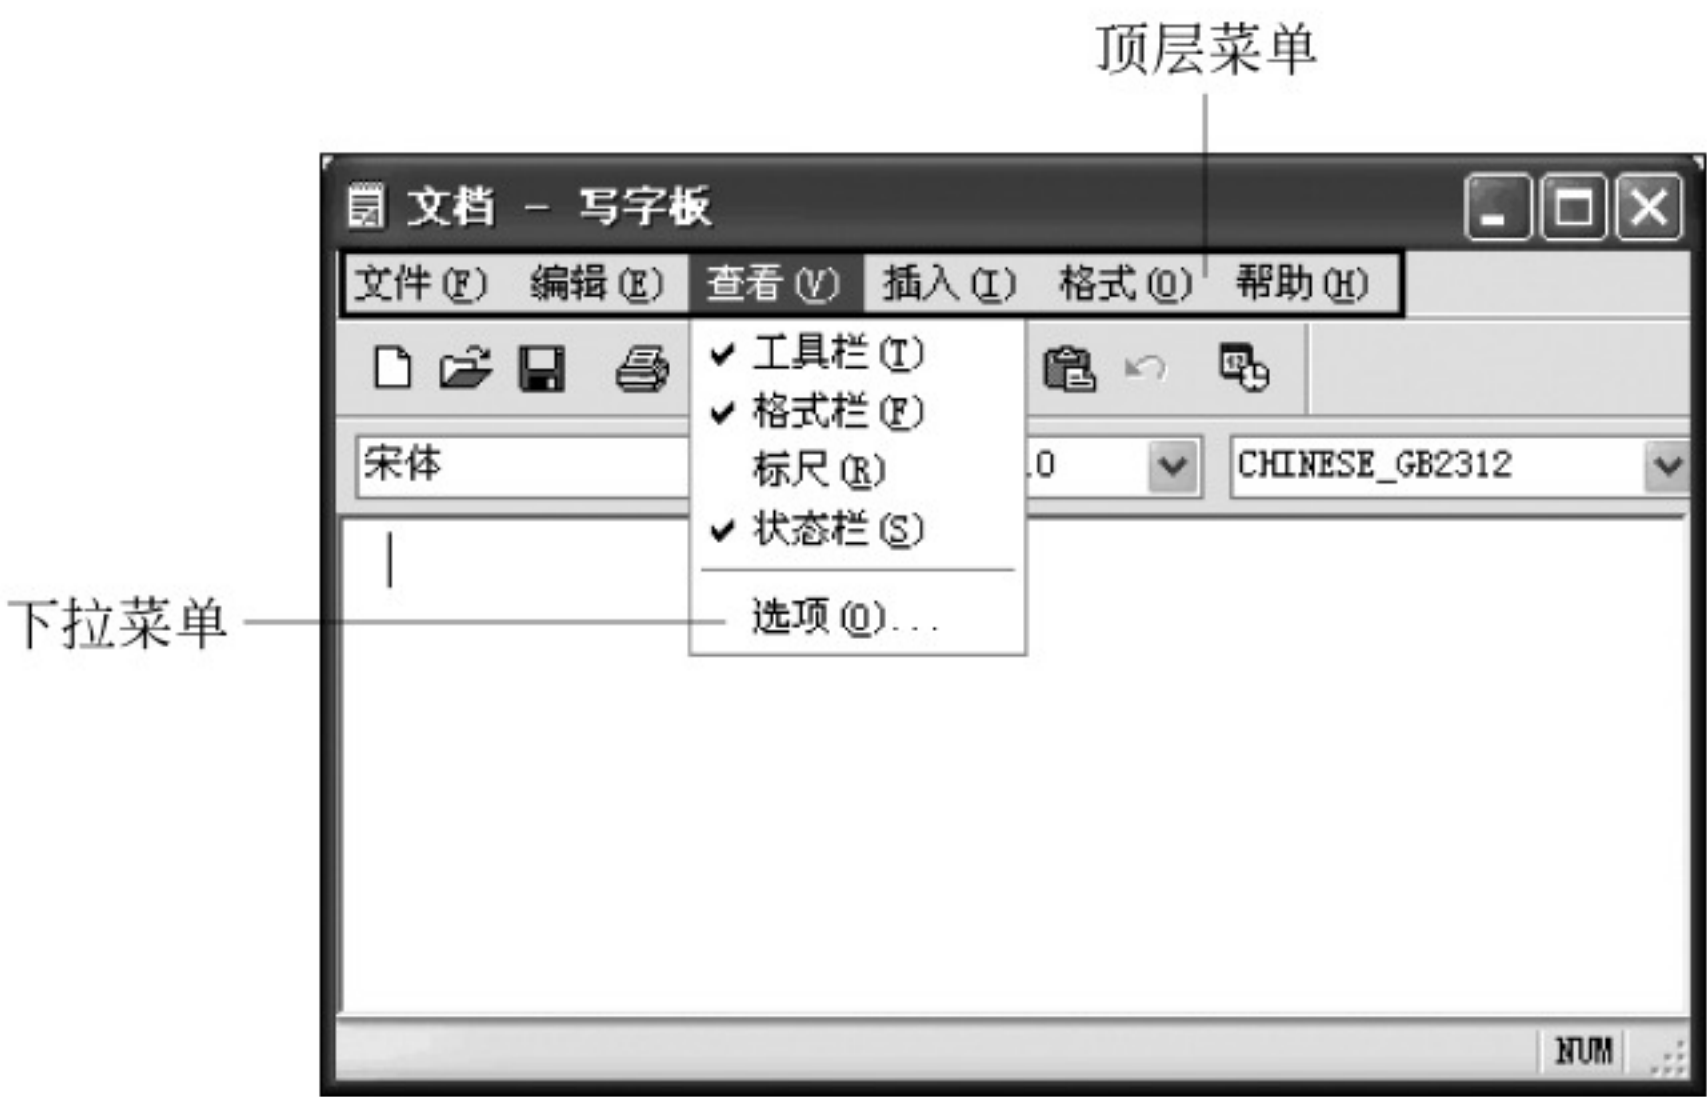 顶层菜单
文档 - 写字板
文件(F) 编辑(E) 查看(V) 插入(I) 格式(O) 帮助(H)
工具栏(T)
格式栏(F)
宋体 .0 CHINESE_GB2312
标尺(R)
状态栏(S)
下拉菜单
选项(O)...
NUM